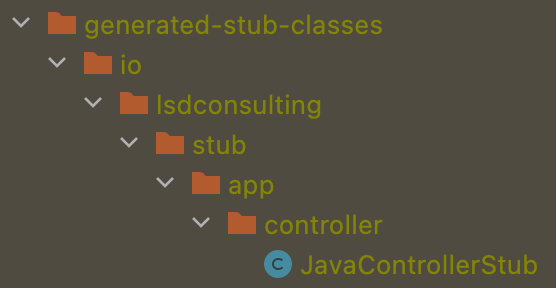 generated-stub-classes
io
lsdconsulting
stub
app
controller
C JavaControllerStub